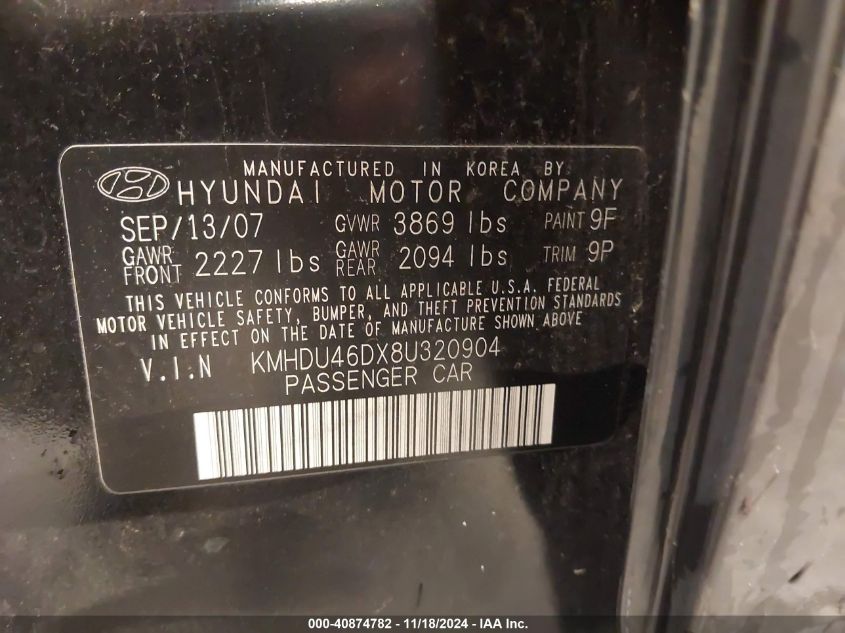 MANUFACTURED IN KOREA BY
HYUNDAI MOTOR COMPANY
SEP/13/07 GVWR 3869 lbs PAINT 9F
GAWR FRONT 2227 lbs GAWR REAR 2094 lbs TRIM 9P
THIS VEHICLE CONFORMS TO ALL APPLICABLE U.S.A. FEDERAL
MOTOR VEHICLE SAFETY, BUMPER, AND THEFT PREVENTION STANDARDS
IN EFFECT ON THE DATE OF MANUFACTURE SHOWN ABOVE
V.I.N KMHDU46DX8U320904
PASSENGER CAR
000-40874782 - 11/18/2024 - IAA Inc.